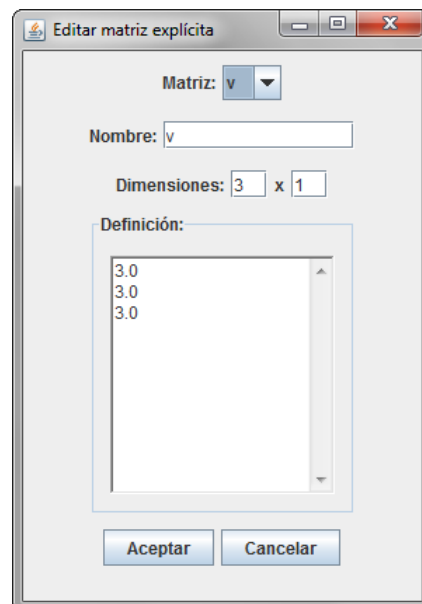 Editar matriz explícita
Matriz: v
Nombre: v
Dimensiones: 3 x 1
Definición:
3.0
3.0
3.0
Aceptar Cancelar